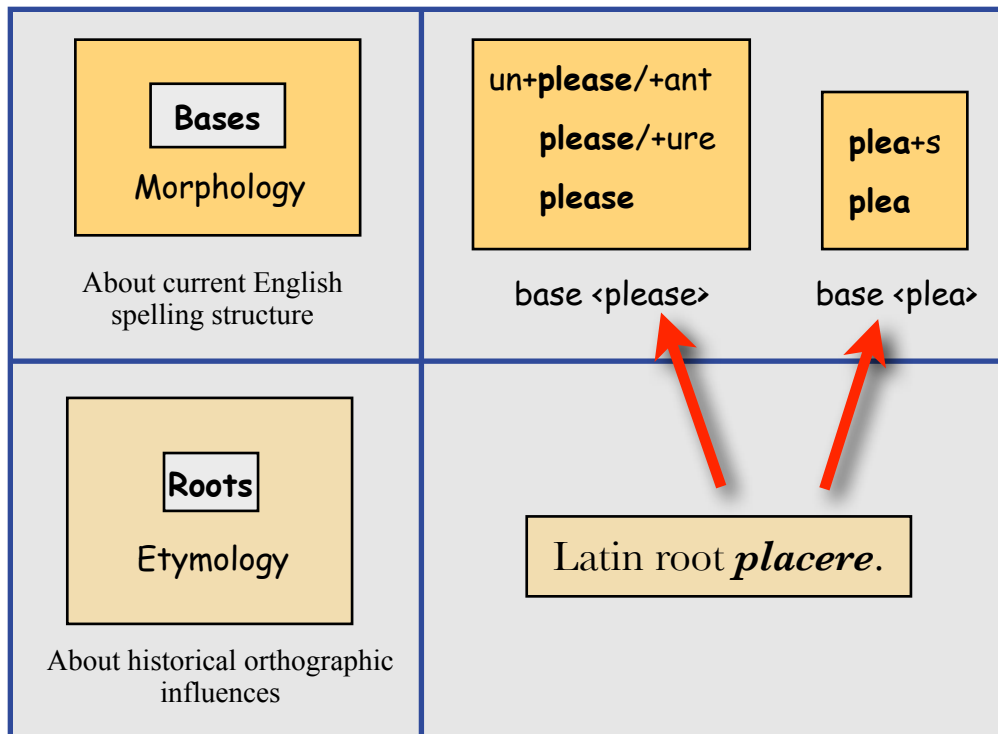 Bases
Morphology
About current English
spelling structure
un+please/+ant
please/+ure
please
base <please>
plea+s
plea
base <plea>
Roots
Etymology
About historical orthographic
influences
Latin root placere.